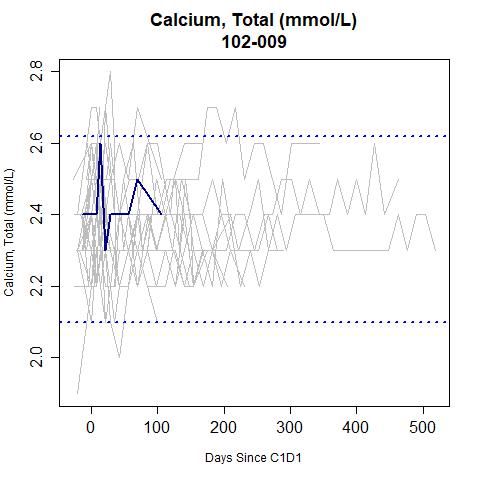 Calcium, Total (mmol/L)
102-009
Calcium, Total (mmol/L)
2.8
2.6
2.4
2.2
2.0
0 100 200 300 400 500
Days Since C1D1